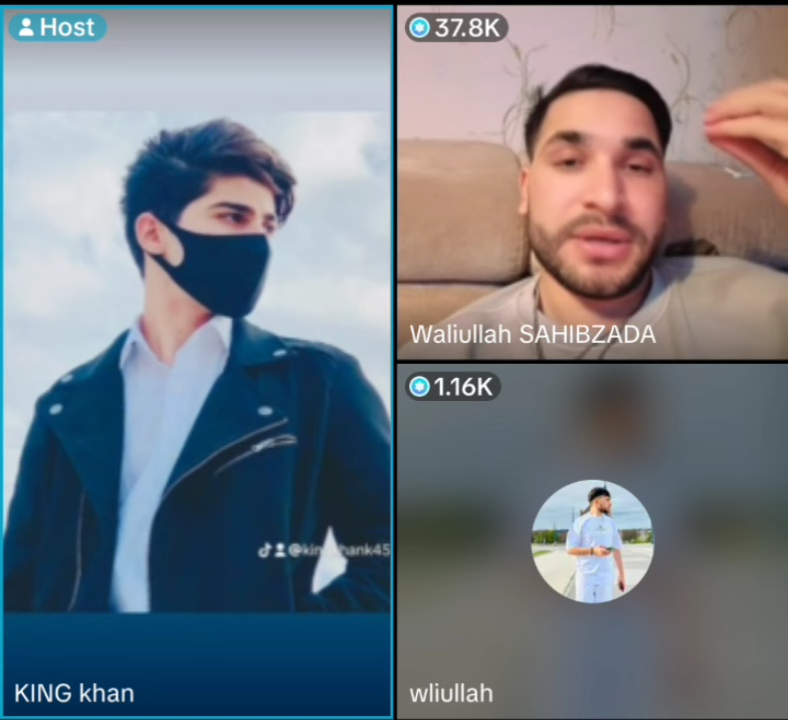 Host
37.8K
Waliullah SAHIBZADA
1.16K
KING khan
wliullah